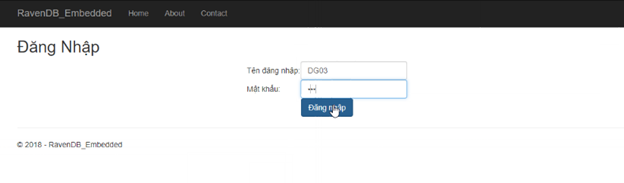 RavenDB_Embedded Home About Contact
Đăng Nhập
Tên đăng nhập: DG03
Mật khẩu:
Đăng nhập
© 2018 - RavenDB_Embedded